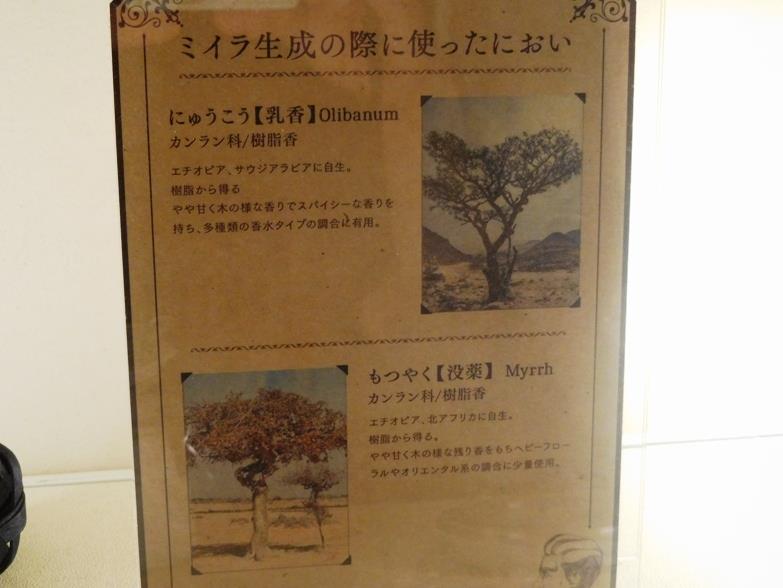 ミイラ生成の際に使ったにおい
にゅうこう【乳香】Olibanum
カンラン科/樹脂香
エチオピア、サウジアラビアに自生。
樹脂から得る
やや甘く木の様な香りでスパイシーな香りを
持ち、多種類の香水タイプの調合に有用。
もつやく【没薬】 Myrrh
カンラン科/樹脂香
エチオピア、北アフリカに自生。
樹脂から得る。
やや甘く木の様な残り香をもちヘビーフロー
ラルやオリエンタル系の調合に少量使用。